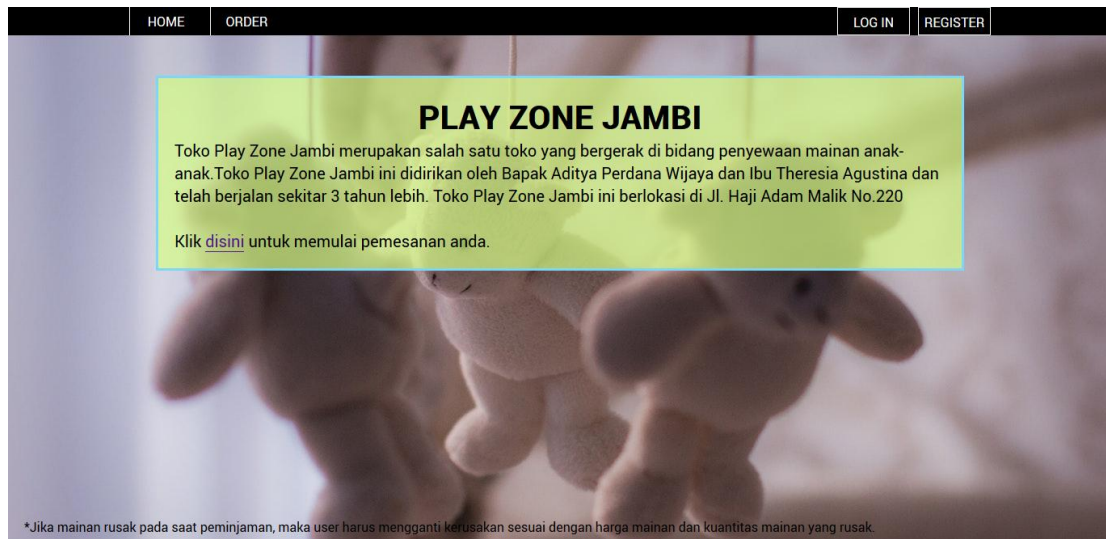 HOME ORDER LOG IN REGISTER
PLAY ZONE JAMBI
Toko Play Zone Jambi merupakan salah satu toko yang bergerak di bidang penyewaan mainan anak-
anak.Toko Play Zone Jambi ini didirikan oleh Bapak Aditya Perdana Wijaya dan Ibu Theresia Agustina dan
telah berjalan sekitar 3 tahun lebih. Toko Play Zone Jambi ini berlokasi di Jl. Haji Adam Malik No.220
Klik disini untuk memulai pemesanan anda.
*Jika mainan rusak pada saat peminjaman, maka user harus mengganti kerusakan sesuai dengan harga mainan dan kuantitas mainan yang rusak.